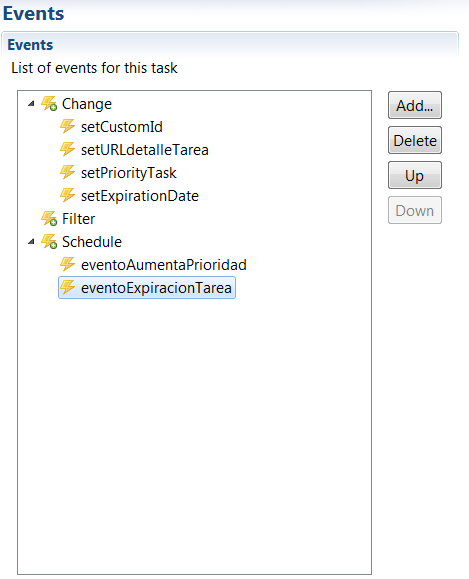 Events
Events
List of events for this task
Change
setCustomId
setURLdetalleTarea
setPriorityTask
setExpirationDate
Filter
Schedule
eventoAumentaPrioridad
eventoExpiracionTarea
Add...
Delete
Up
Down